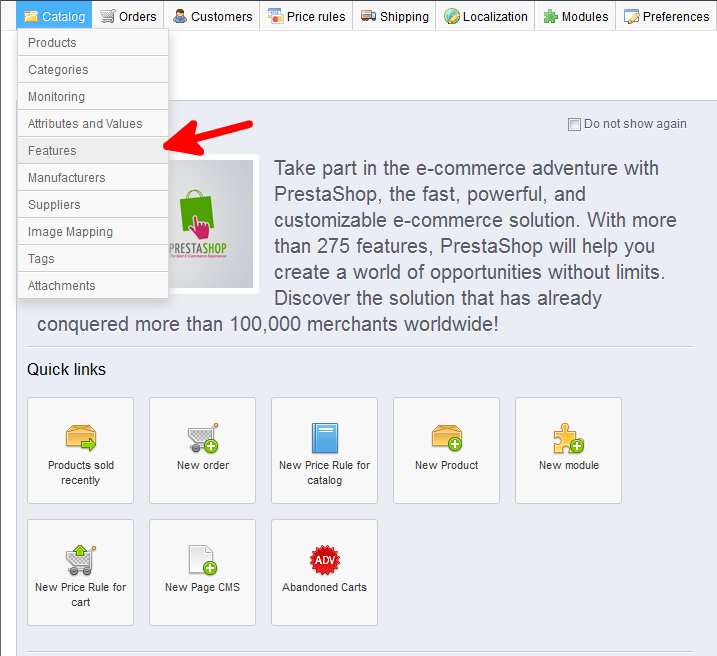 Catalog Orders Customers Price rules Shipping Localization Modules Preferences
Products
Categories
Monitoring
Attributes and Values
Features
Manufacturers
Suppliers
Image Mapping
Tags
Attachments
Do not show again
PRESTASHOP
The Best E-Commerce Experience
Take part in the e-commerce adventure with
PrestaShop, the fast, powerful, and
customizable e-commerce solution. With more
than 275 features, PrestaShop will help you
create a world of opportunities without limits.
Discover the solution that has already
conquered more than 100,000 merchants worldwide!
Quick links
Products sold
recently
New order
New Price Rule for
catalog
New Product
New module
New Price Rule for
cart
New Page CMS
ADV
Abandoned Carts